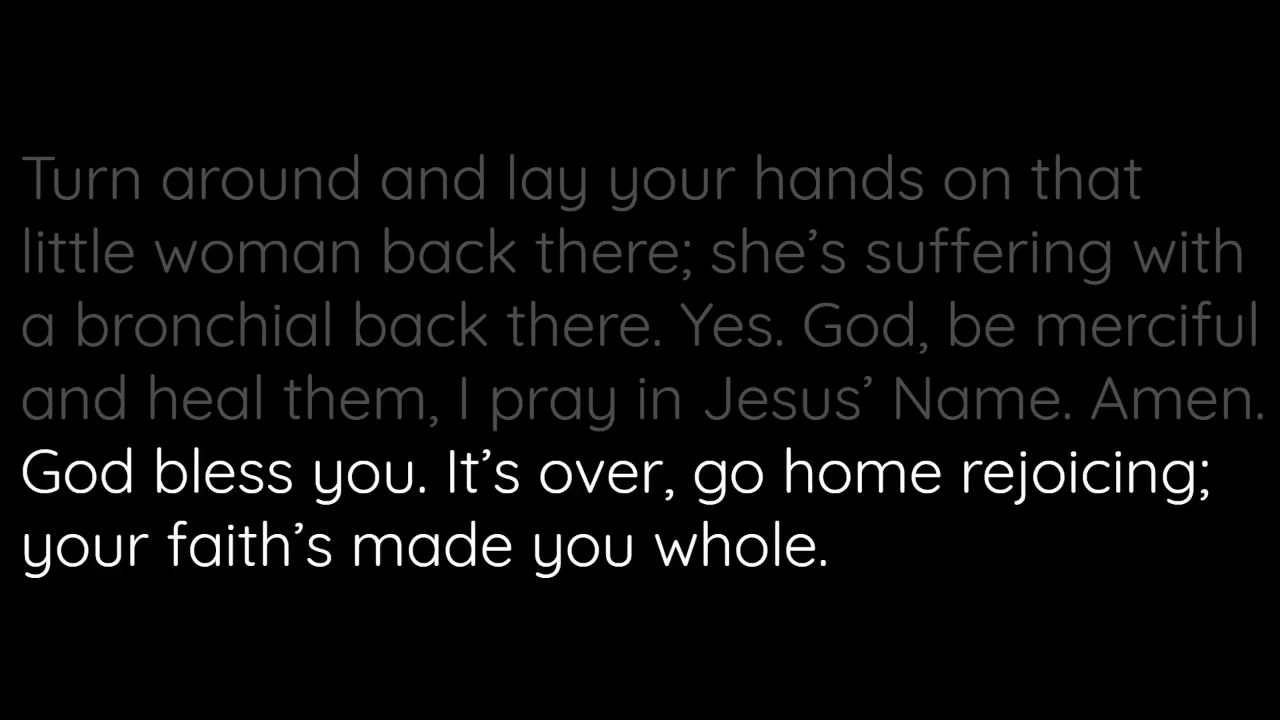 Turn around and lay your hands on that
little woman back there; she’s suffering with
a bronchial back there. Yes. God, be merciful
and heal them, I pray in Jesus’ Name. Amen.
God bless you. It’s over, go home rejoicing;
your faith’s made you whole.